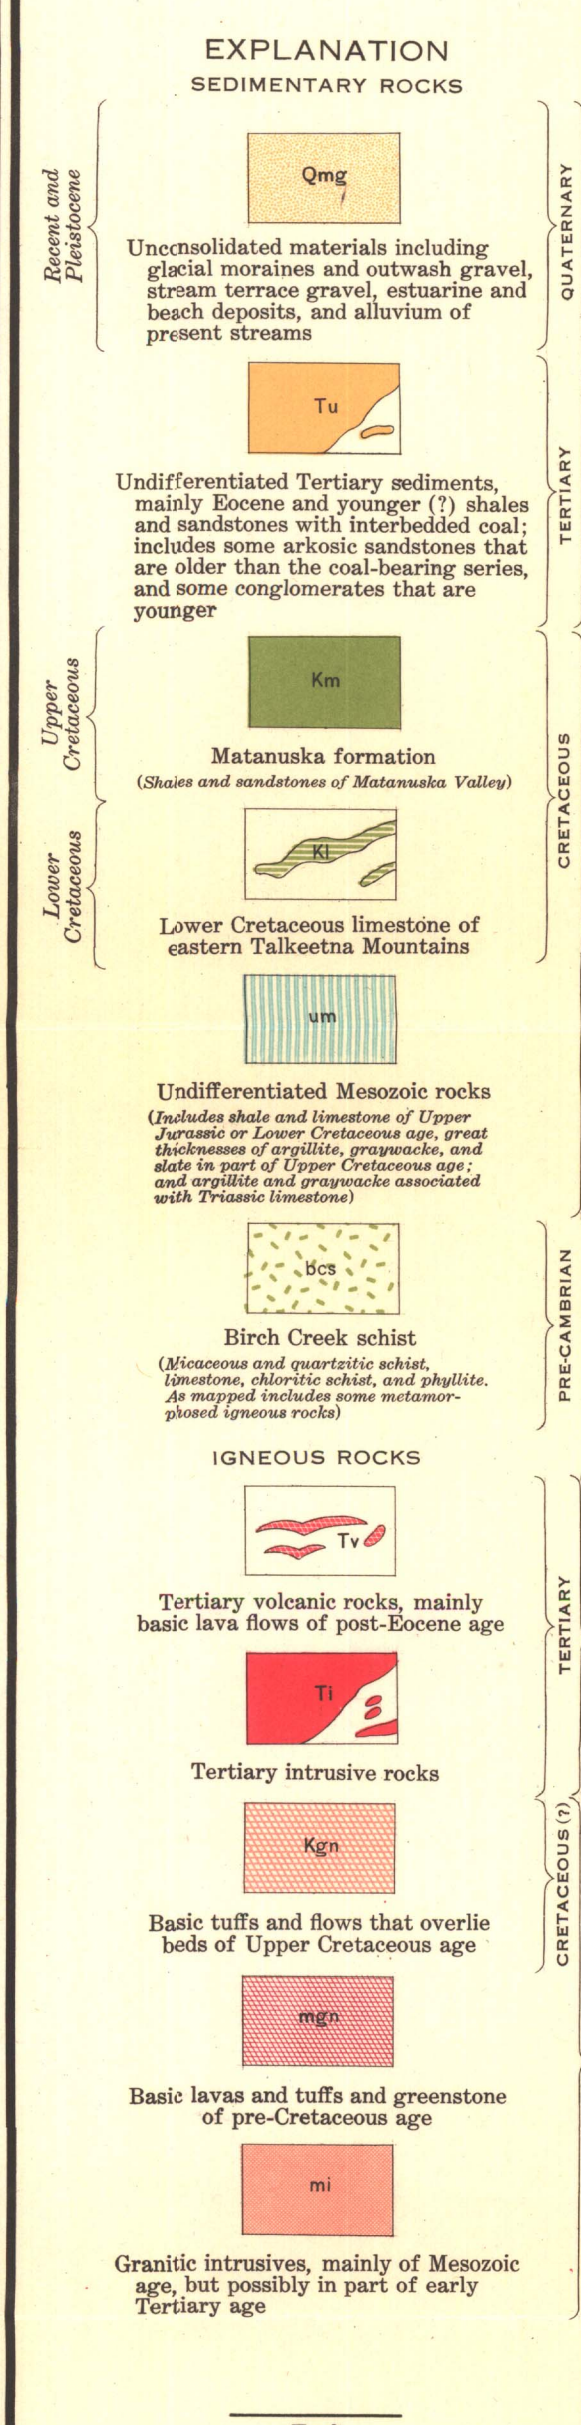 EXPLANATION
SEDIMENTARY ROCKS
Recent and
Pleistocene
Qmg
QUATERNARY
Unconsolidated materials including
glacial moraines and outwash gravel,
stream terrace gravel, estuarine and
beach deposits, and alluvium of
present streams
Tu
TERTIARY
Undifferentiated Tertiary sediments,
mainly Eocene and younger (?) shales
and sandstones with interbedded coal;
includes some arkosic sandstones that
are older than the coal-bearing series,
and some conglomerates that are
younger
Upper
Cretaceous
Km
CRETACEOUS
Matanuska formation
(Shales and sandstones of Matanuska Valley)
Lower
Cretaceous
Kl
Lower Cretaceous limestone of
eastern Talkeetna Mountains
um
Undifferentiated Mesozoic rocks
(Includes shale and limestone of Upper
Jurassic or Lower Cretaceous age, great
thicknesses of argillite, graywacke, and
slate in part of Upper Cretaceous age;
and argillite and graywacke associated
with Triassic limestone)
bcs
PRE-CAMBRIAN
Birch Creek schist
(Micaceous and quartzitic schist,
limestone, chloritic schist, and phyllite.
As mapped includes some metamor-
phosed igneous rocks)
IGNEOUS ROCKS
Tv
TERTIARY
Tertiary volcanic rocks, mainly
basic lava flows of post-Eocene age
Ti
Tertiary intrusive rocks
Kgn
CRETACEOUS (?)
Basic tuffs and flows that overlie
beds of Upper Cretaceous age
mgn
Basic lavas and tuffs and greenstone
of pre-Cretaceous age
mi
Granitic intrusives, mainly of Mesozoic
age, but possibly in part of early
Tertiary age